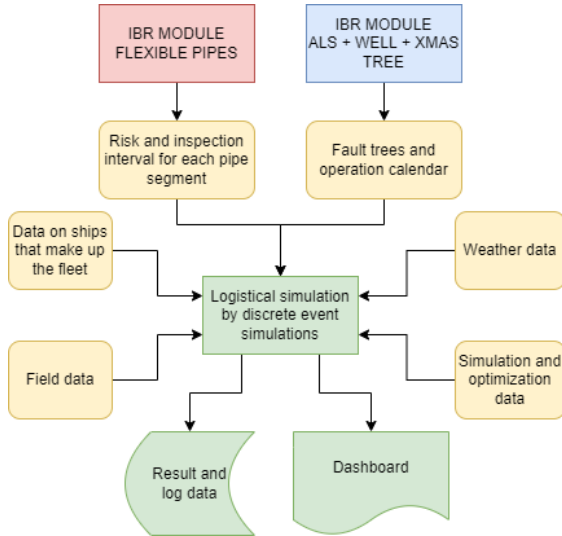 IBR MODULE
FLEXIBLE PIPES
IBR MODULE
ALS + WELL + XMAS
TREE
Risk and inspection
interval for each pipe
segment
Fault trees and
operation calendar
Data on ships
that make up
the fleet
Weather data
Logistical simulation
by discrete event
simulations
Field data
Simulation and
optimization
data
Result and
log data
Dashboard